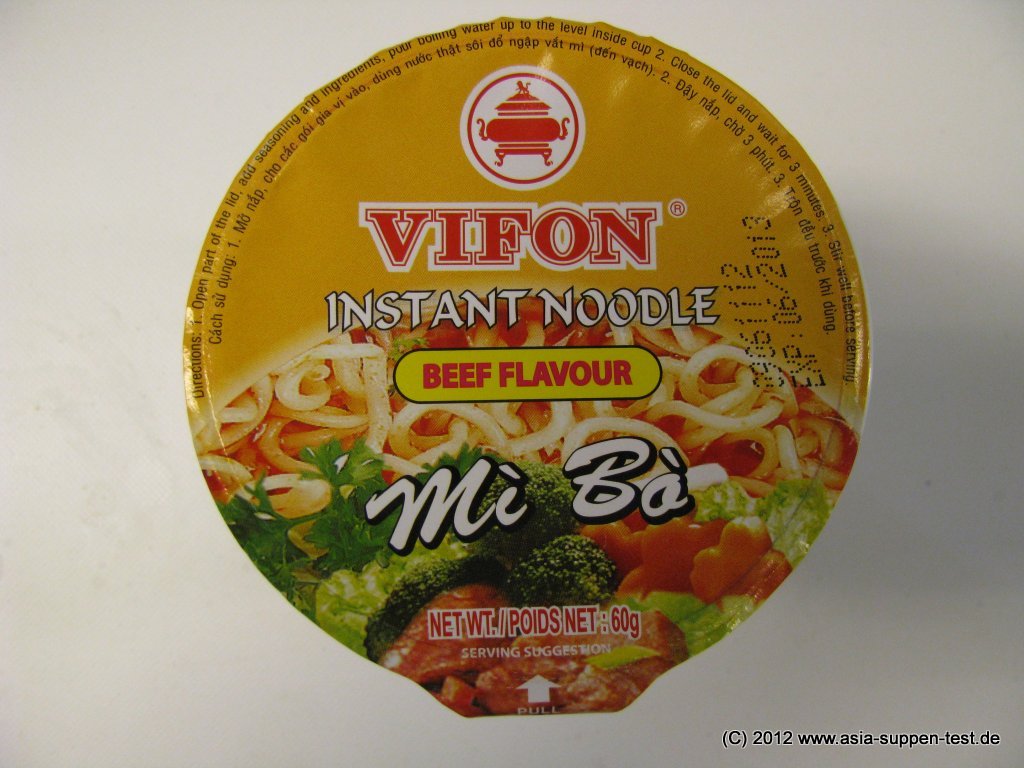 Directions: 1. Open part of the lid, add seasoning and ingredients, pour boiling water up to the level inside cup 2. Close the lid and wait for 3 minutes. 3. Stir well before serving
Cách sử dụng: 1. Mở nắp, cho các gói gia vị vào, dùng nước thật sôi đổ ngập vắt mì (đến vạch). 2. Đậy nắp, chờ 3 phút. 3. Trộn đều trước khi dùng.
VIFON®
INSTANT NOODLE
BEEF FLAVOUR
Mì Bò
NET WT./POIDS NET : 60g
SERVING SUGGESTION
PULL
(C) 2012 www.asia-suppen-test.de